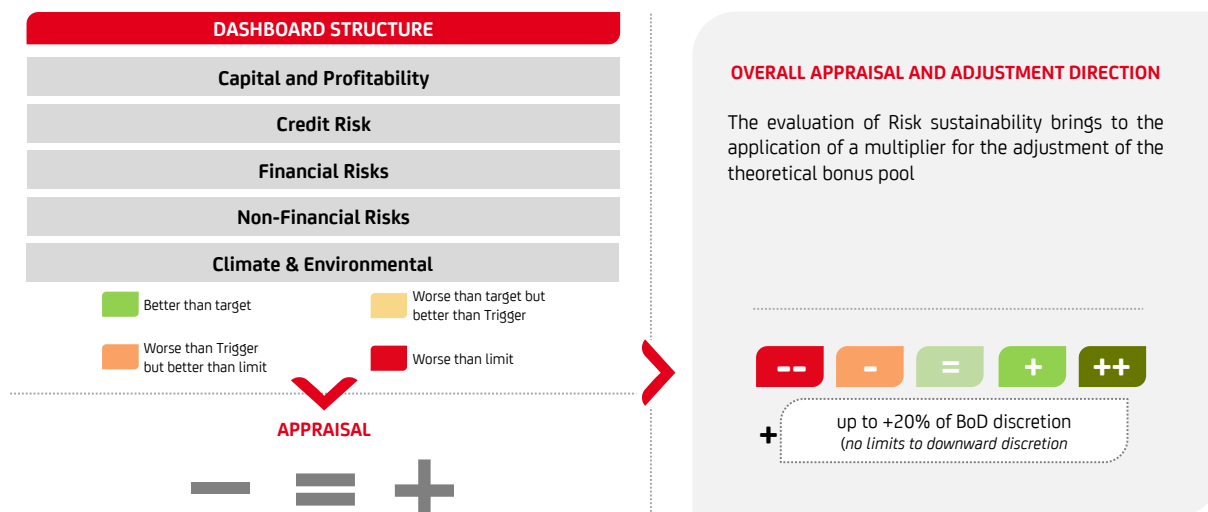 DASHBOARD STRUCTURE
Capital and Profitability
Credit Risk
Financial Risks
Non-Financial Risks
Climate & Environmental
Better than target
Worse than target but
better than Trigger
Worse than Trigger
but better than limit
Worse than limit
APPRAISAL
- = +
OVERALL APPRAISAL AND ADJUSTMENT DIRECTION
The evaluation of Risk sustainability brings to the
application of a multiplier for the adjustment of the
theoretical bonus pool
-- - = + ++
+
up to +20% of BoD discretion
(no limits to downward discretion